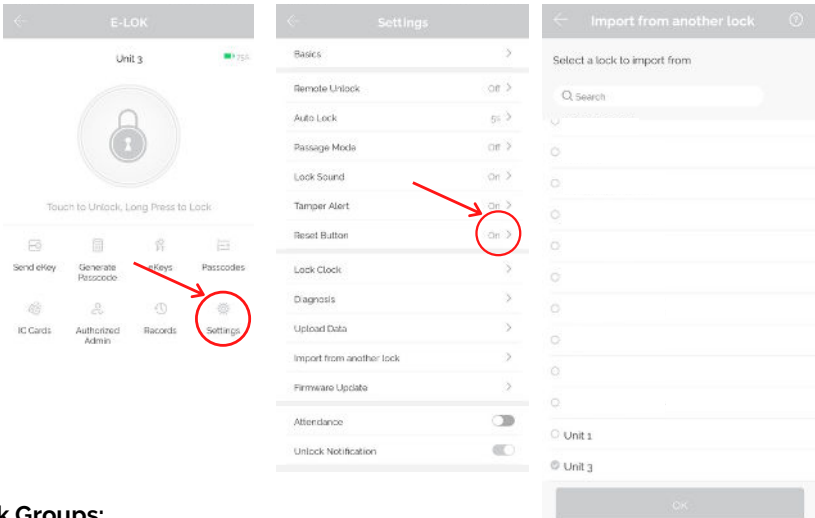 E-LOK
Unit 3
75%
Touch to Unlock, Long Press to Lock
Send eKey
Generate Passcode
eKeys
Passcodes
IC Cards
Authorized Admin
Records
Settings
Settings
Basics
Remote Unlock Off
Auto Lock 5s
Passage Mode Off
Lock Sound On
Tamper Alert On
Reset Button On
Lock Clock
Diagnosis
Upload Data
Import from another lock
Firmware Update
Attendance
Unlock Notification
Import from another lock
Select a lock to import from
Search
Unit 1
Unit 3
OK
k Groups: